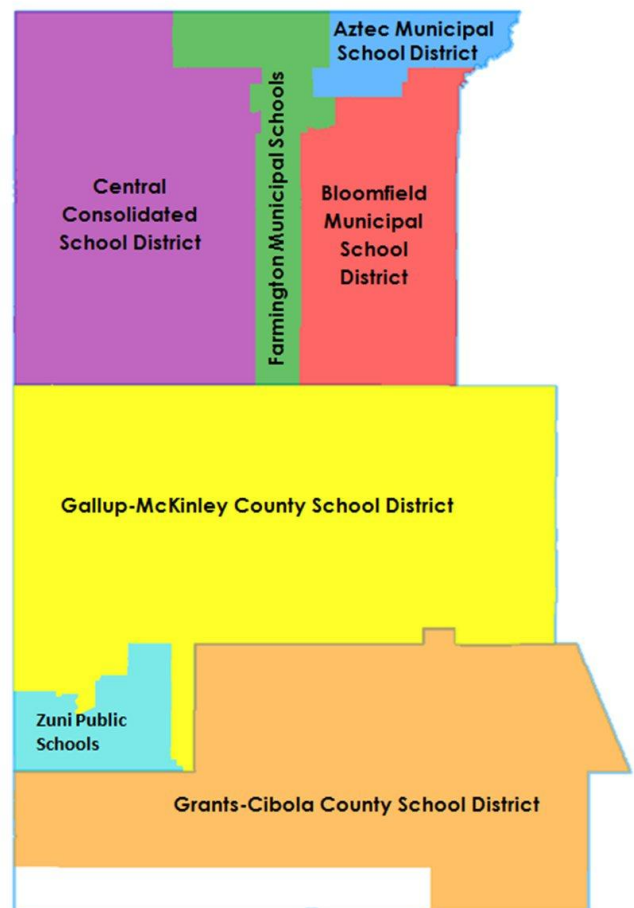 Aztec Municipal
School District
Central
Consolidated
School District
Farmington Municipal Schools
Bloomfield
Municipal
School
District
Gallup-McKinley County School District
Zuni Public
Schools
Grants-Cibola County School District